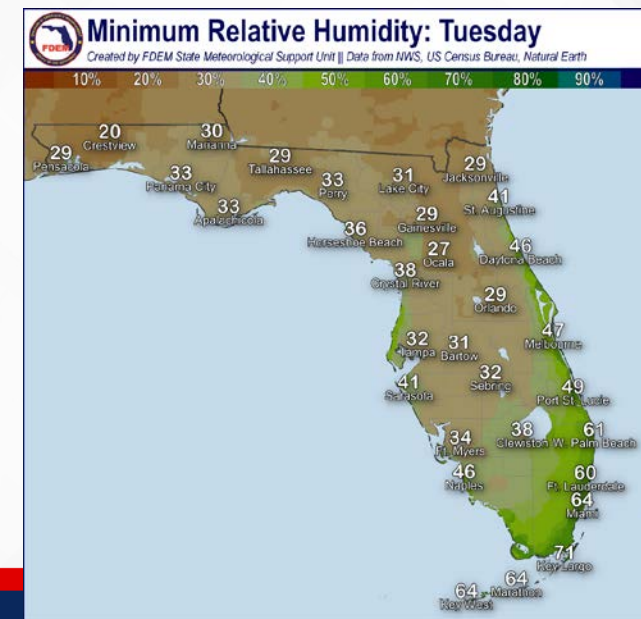 FDEM
Minimum Relative Humidity: Tuesday
Created by FDEM State Meteorological Support Unit || Data from NWS, US Census Bureau, Natural Earth
10% 20% 30% 40% 50% 60% 70% 80% 90%
20
Crestview
30
Marianna
29
Pensacola
29
Tallahassee
29
Jacksonville
33
Panama City
33
Perry
31
Lake City
41
St. Augustine
33
Apalachicola
29
Gainesville
36
Horseshoe Beach
27
Ocala
46
Daytona Beach
38
Crystal River
29
Orlando
47
Melbourne
32
Tampa
31
Bartow
32
Sebring
41
Sarasota
49
Port St. Lucie
38
Clewiston
61
W. Palm Beach
34
Ft. Myers
46
Naples
60
Ft. Lauderdale
64
Miami
71
Key Largo
64
Marathon
64
Key West